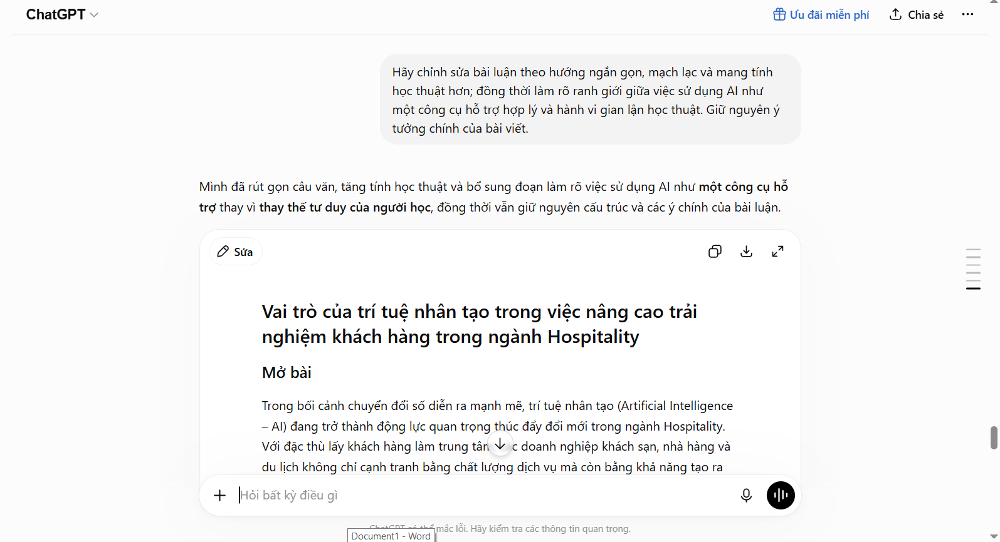 ChatGPT
Ưu đãi miễn phí
Chia sẻ
Hãy chỉnh sửa bài luận theo hướng ngắn gọn, mạch lạc và mang tính
học thuật hơn; đồng thời làm rõ ranh giới giữa việc sử dụng AI như
một công cụ hỗ trợ hợp lý và hành vi gian lận học thuật. Giữ nguyên ý
tưởng chính của bài viết.
Mình đã rút gọn câu văn, tăng tính học thuật và bổ sung đoạn làm rõ việc sử dụng AI như một công cụ hỗ
trợ thay vì thay thế tư duy của người học, đồng thời vẫn giữ nguyên cấu trúc và các ý chính của bài luận.
Sửa
Vai trò của trí tuệ nhân tạo trong việc nâng cao trải
nghiệm khách hàng trong ngành Hospitality
Mở bài
Trong bối cảnh chuyển đổi số diễn ra mạnh mẽ, trí tuệ nhân tạo (Artificial Intelligence
– AI) đang trở thành động lực quan trọng thúc đẩy đổi mới trong ngành Hospitality.
Với đặc thù lấy khách hàng làm trung doanh nghiệp khách sạn, nhà hàng và
du lịch không chỉ cạnh tranh bằng chất lượng dịch vụ mà còn bằng khả năng tạo ra
Hỏi bất kỳ điều gì
ChatGPT có thể mắc lỗi. Hãy kiểm tra các thông tin quan trọng.
Document1 - Word